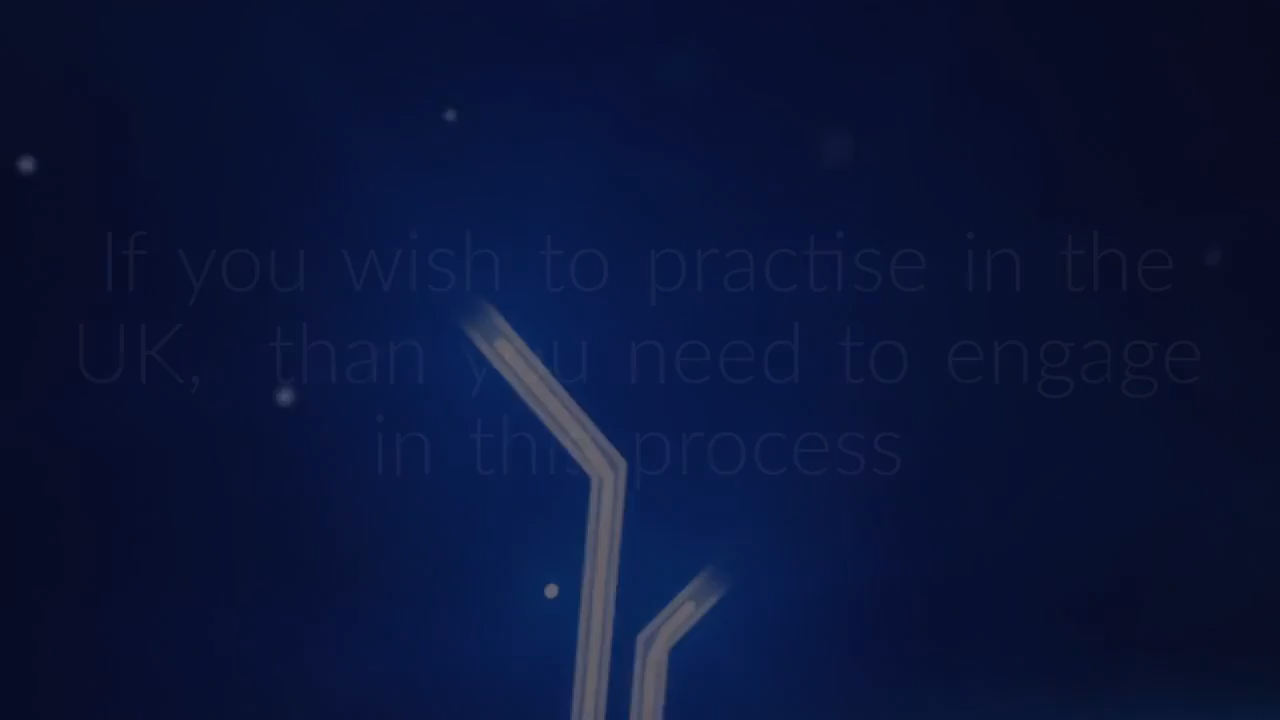 If you wish to practise in the
UK, than you need to engage
in this process